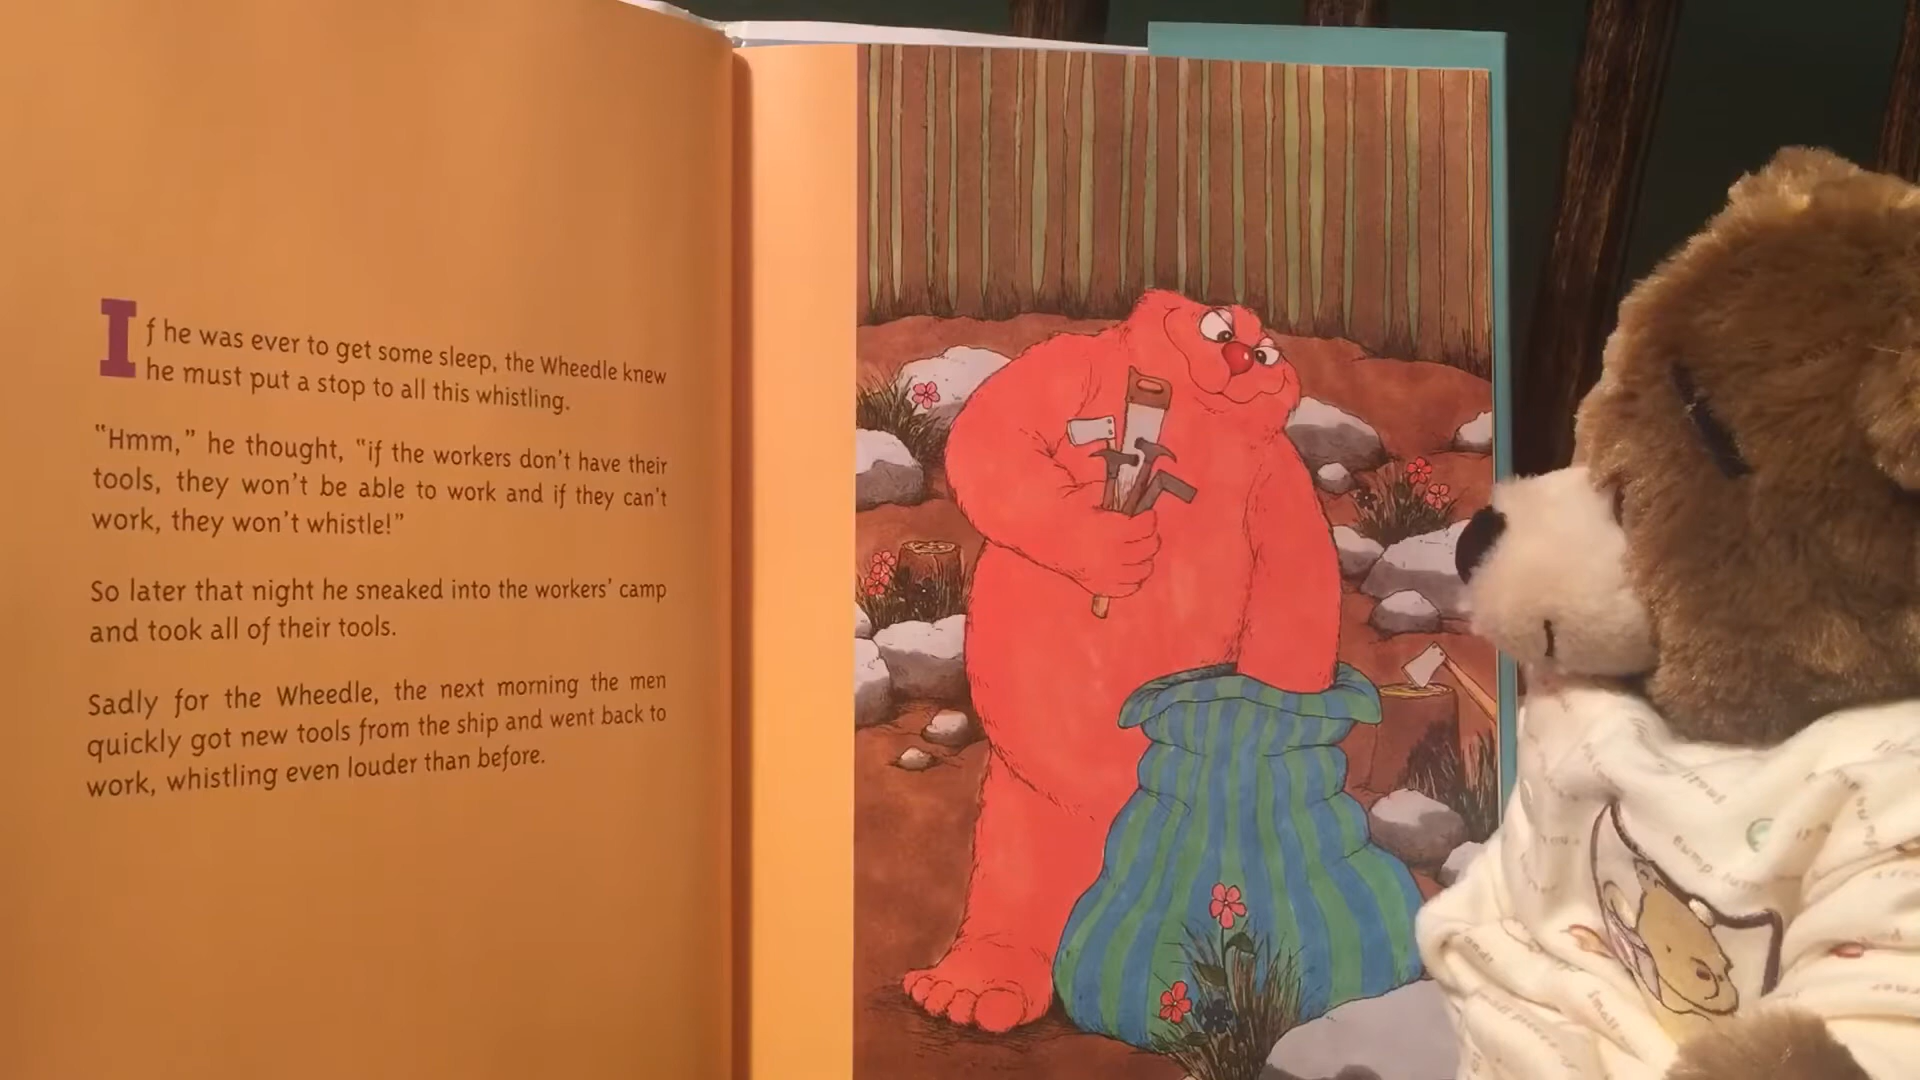 If he was ever to get some sleep, the Wheedle knew
he must put a stop to all this whistling.
"Hmm," he thought, "if the workers don't have their
tools, they won't be able to work and if they can't
work, they won't whistle!"
So later that night he sneaked into the workers' camp
and took all of their tools.
Sadly for the Wheedle, the next morning the men
quickly got new tools from the ship and went back to
work, whistling even louder than before.